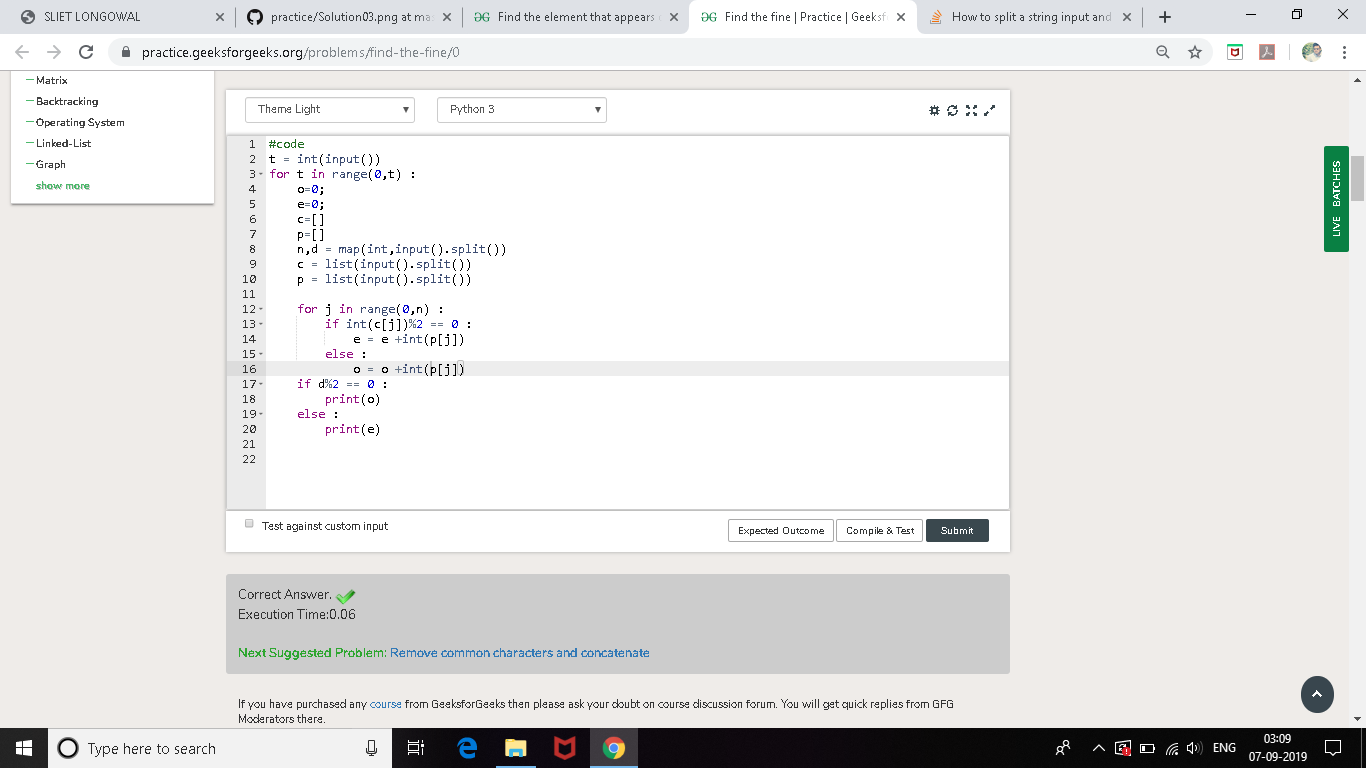 SLIET LONGOWAL
practice/Solution03.png at ma
Find the element that appears
Find the fine | Practice | Geeksf
How to split a string input and
practice.geeksforgeeks.org/problems/find-the-fine/0
Matrix
Backtracking
Operating System
Linked-List
Graph
show more
Theme Light
Python 3
1 #code
2 t = int(input())
3 for t in range(0,t) :
4 o=0;
5 e=0;
6 c=[]
7 p=[]
8 n,d = map(int,input().split())
9 c = list(input().split())
10 p = list(input().split())
11
12 for j in range(0,n) :
13 if int(c[j])%2 == 0 :
14 e = e +int(p[j])
15 else :
16 o = o +int(p[j])
17 if d%2 == 0 :
18 print(o)
19 else :
20 print(e)
21
22
LIVE BATCHES
Test against custom input
Expected Outcome
Compile & Test
Submit
Correct Answer.
Execution Time:0.06
Next Suggested Problem: Remove common characters and concatenate
If you have purchased any course from GeeksforGeeks then please ask your doubt on course discussion forum. You will get quick replies from GFG
Moderators there.
Type here to search
ENG
03:09
07-09-2019